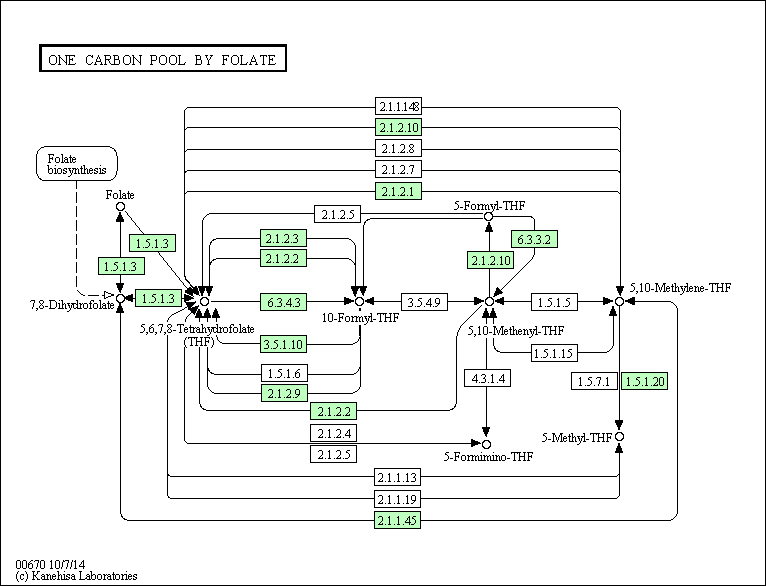 ONE CARBON POOL BY FOLATE
2.1.1.148
2.1.2.10
2.1.2.8
2.1.2.7
2.1.2.1
Folate
biosynthesis
Folate
5-Formyl-THF
2.1.2.5
1.5.1.3
2.1.2.3
6.3.3.2
2.1.2.2
2.1.2.10
1.5.1.3
5,10-Methylene-THF
7,8-Dihydrofolate
1.5.1.3
6.3.4.3
3.5.4.9
1.5.1.5
10-Formyl-THF
5,6,7,8-Tetrahydrofolate
(THF)
5,10-Methenyl-THF
3.5.1.10
1.5.1.15
1.5.1.6
4.3.1.4
1.5.7.1
1.5.1.20
2.1.2.9
2.1.2.2
2.1.2.4
2.1.2.5
5-Methyl-THF
5-Formimino-THF
2.1.1.13
2.1.1.19
2.1.1.45
00670 10/7/14
(c) Kanehisa Laboratories